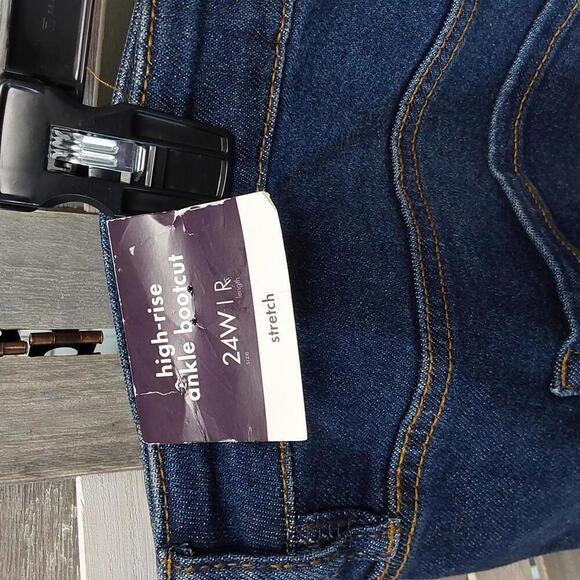 high-rise
ankle bootcut
24W | R
size length
stretch